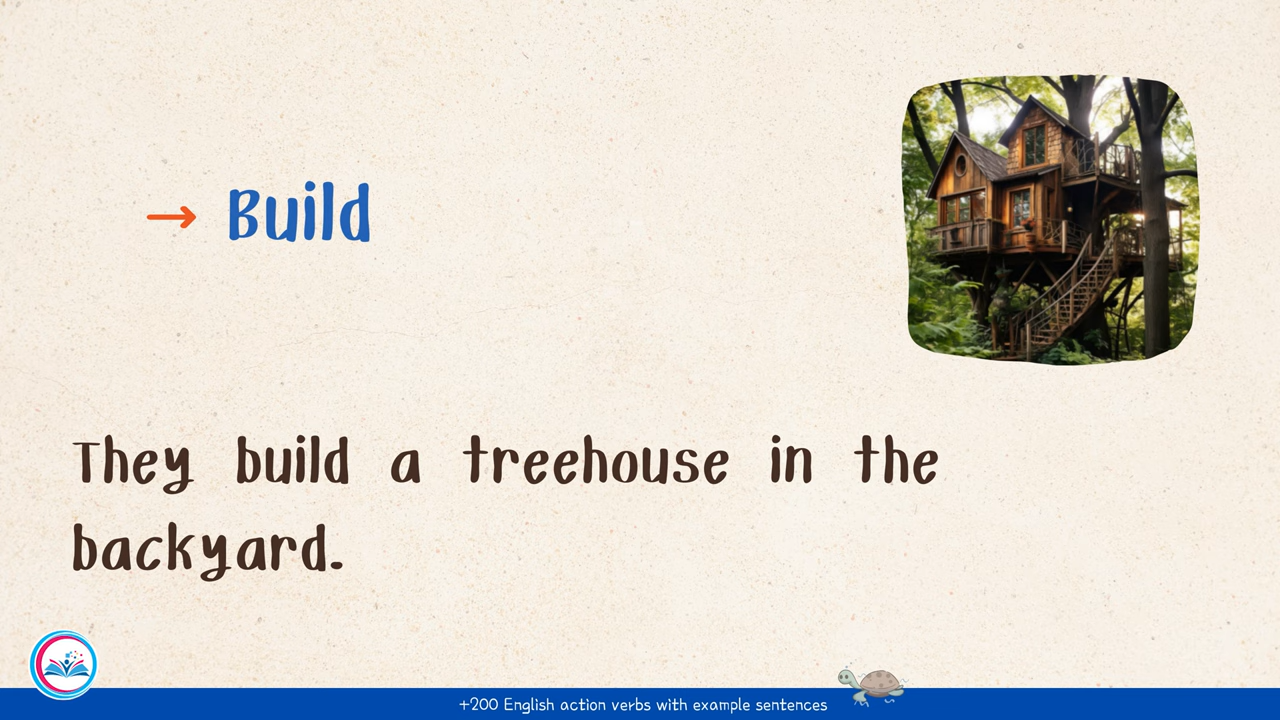 → Build
They build a treehouse in the
backyard.
+200 English action verbs with example sentences